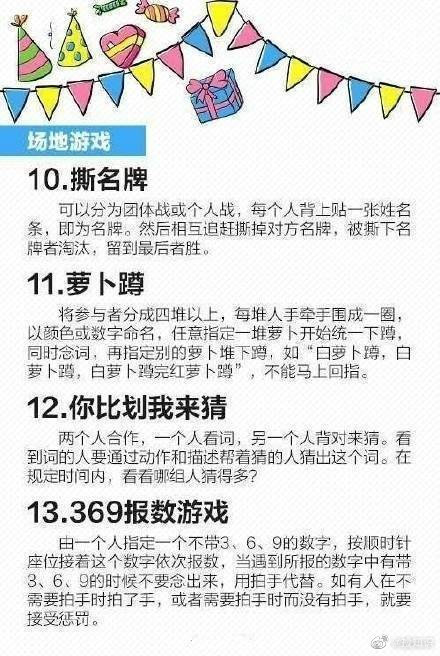 场地游戏
10.撕名牌
可以分为团体战或个人战，每个人背上贴一张姓名
条，即为名牌。然后相互追赶撕掉对方名牌，被撕下名
牌者淘汰，留到最后者胜。
11.萝卜蹲
将参与者分成四堆以上，每堆人手牵手围成一圈，
以颜色或数字命名，任意指定一堆萝卜开始统一下蹲，
同时念词，再指定别的萝卜堆下蹲，如“白萝卜蹲，白
萝卜蹲，白萝卜蹲完红萝卜蹲”，不能马上回指。
12.你比划我来猜
两个人合作，一个人看词，另一个人背对来猜。看
到词的人要通过动作和描述帮着猜的人猜出这个词。在
规定时间内，看看哪组人猜得多？
13.369报数游戏
由一个人指定一个不带3、6、9的数字，按顺时针
座位接着这个数字依次报数，当遇到所报的数字中有带
3、6、9的时候不要念出来，用拍手代替。如有人在不
需要拍手时拍了手，或者需要拍手时而没有拍手，就要
接受惩罚。